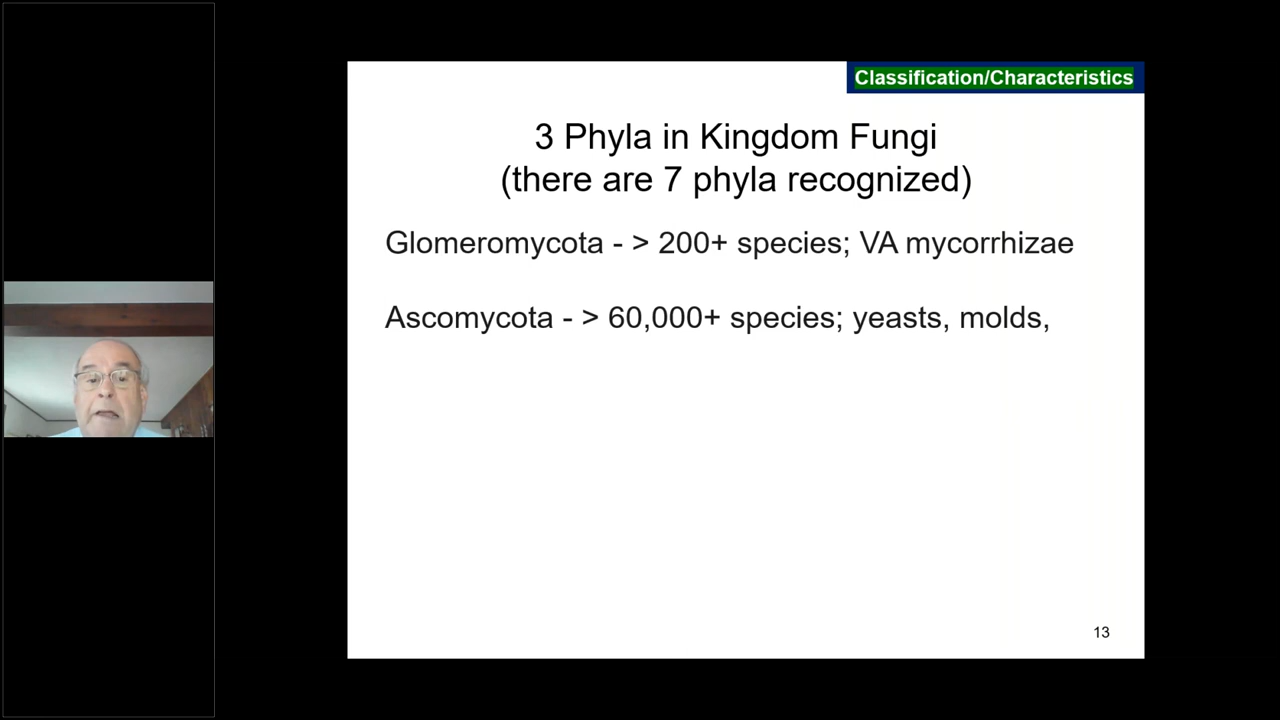 Classification/Characteristics
3 Phyla in Kingdom Fungi
(there are 7 phyla recognized)
Glomeromycota - > 200+ species; VA mycorrhizae
Ascomycota - > 60,000+ species; yeasts, molds,
13